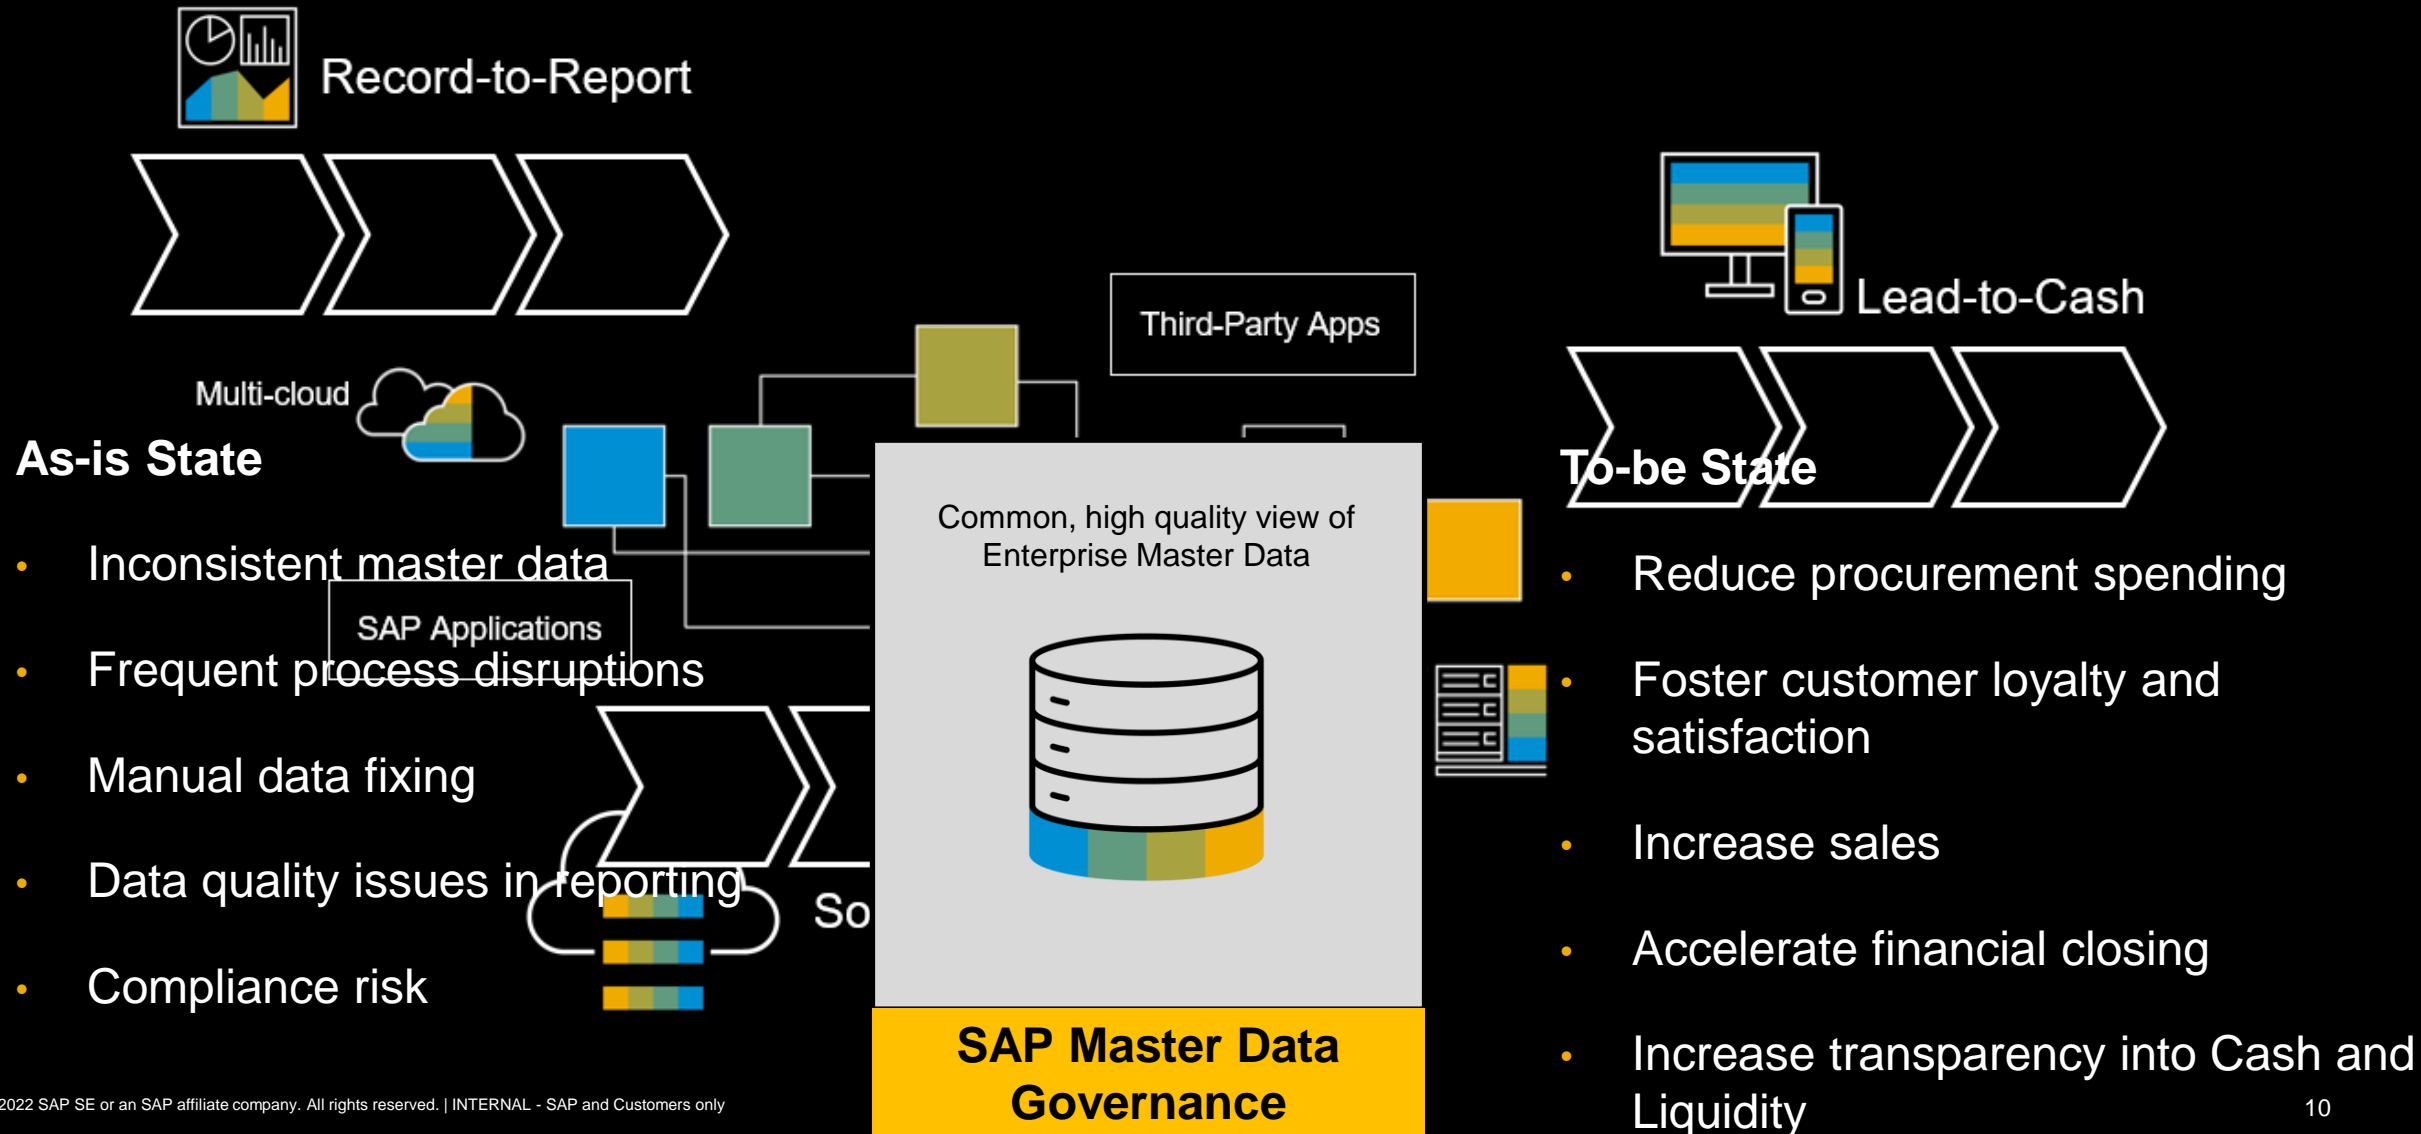 Record-to-Report
Lead-to-Cash
Third-Party Apps
Multi-cloud
As-is State
• Inconsistent master data
SAP Applications
• Frequent process disruptions
• Manual data fixing
• Data quality issues in reporting
• Compliance risk
So
Common, high quality view of
Enterprise Master Data
SAP Master Data
Governance
To-be State
• Reduce procurement spending
• Foster customer loyalty and
satisfaction
• Increase sales
• Accelerate financial closing
• Increase transparency into Cash and
Liquidity
2022 SAP SE or an SAP affiliate company. All rights reserved. | INTERNAL - SAP and Customers only
10